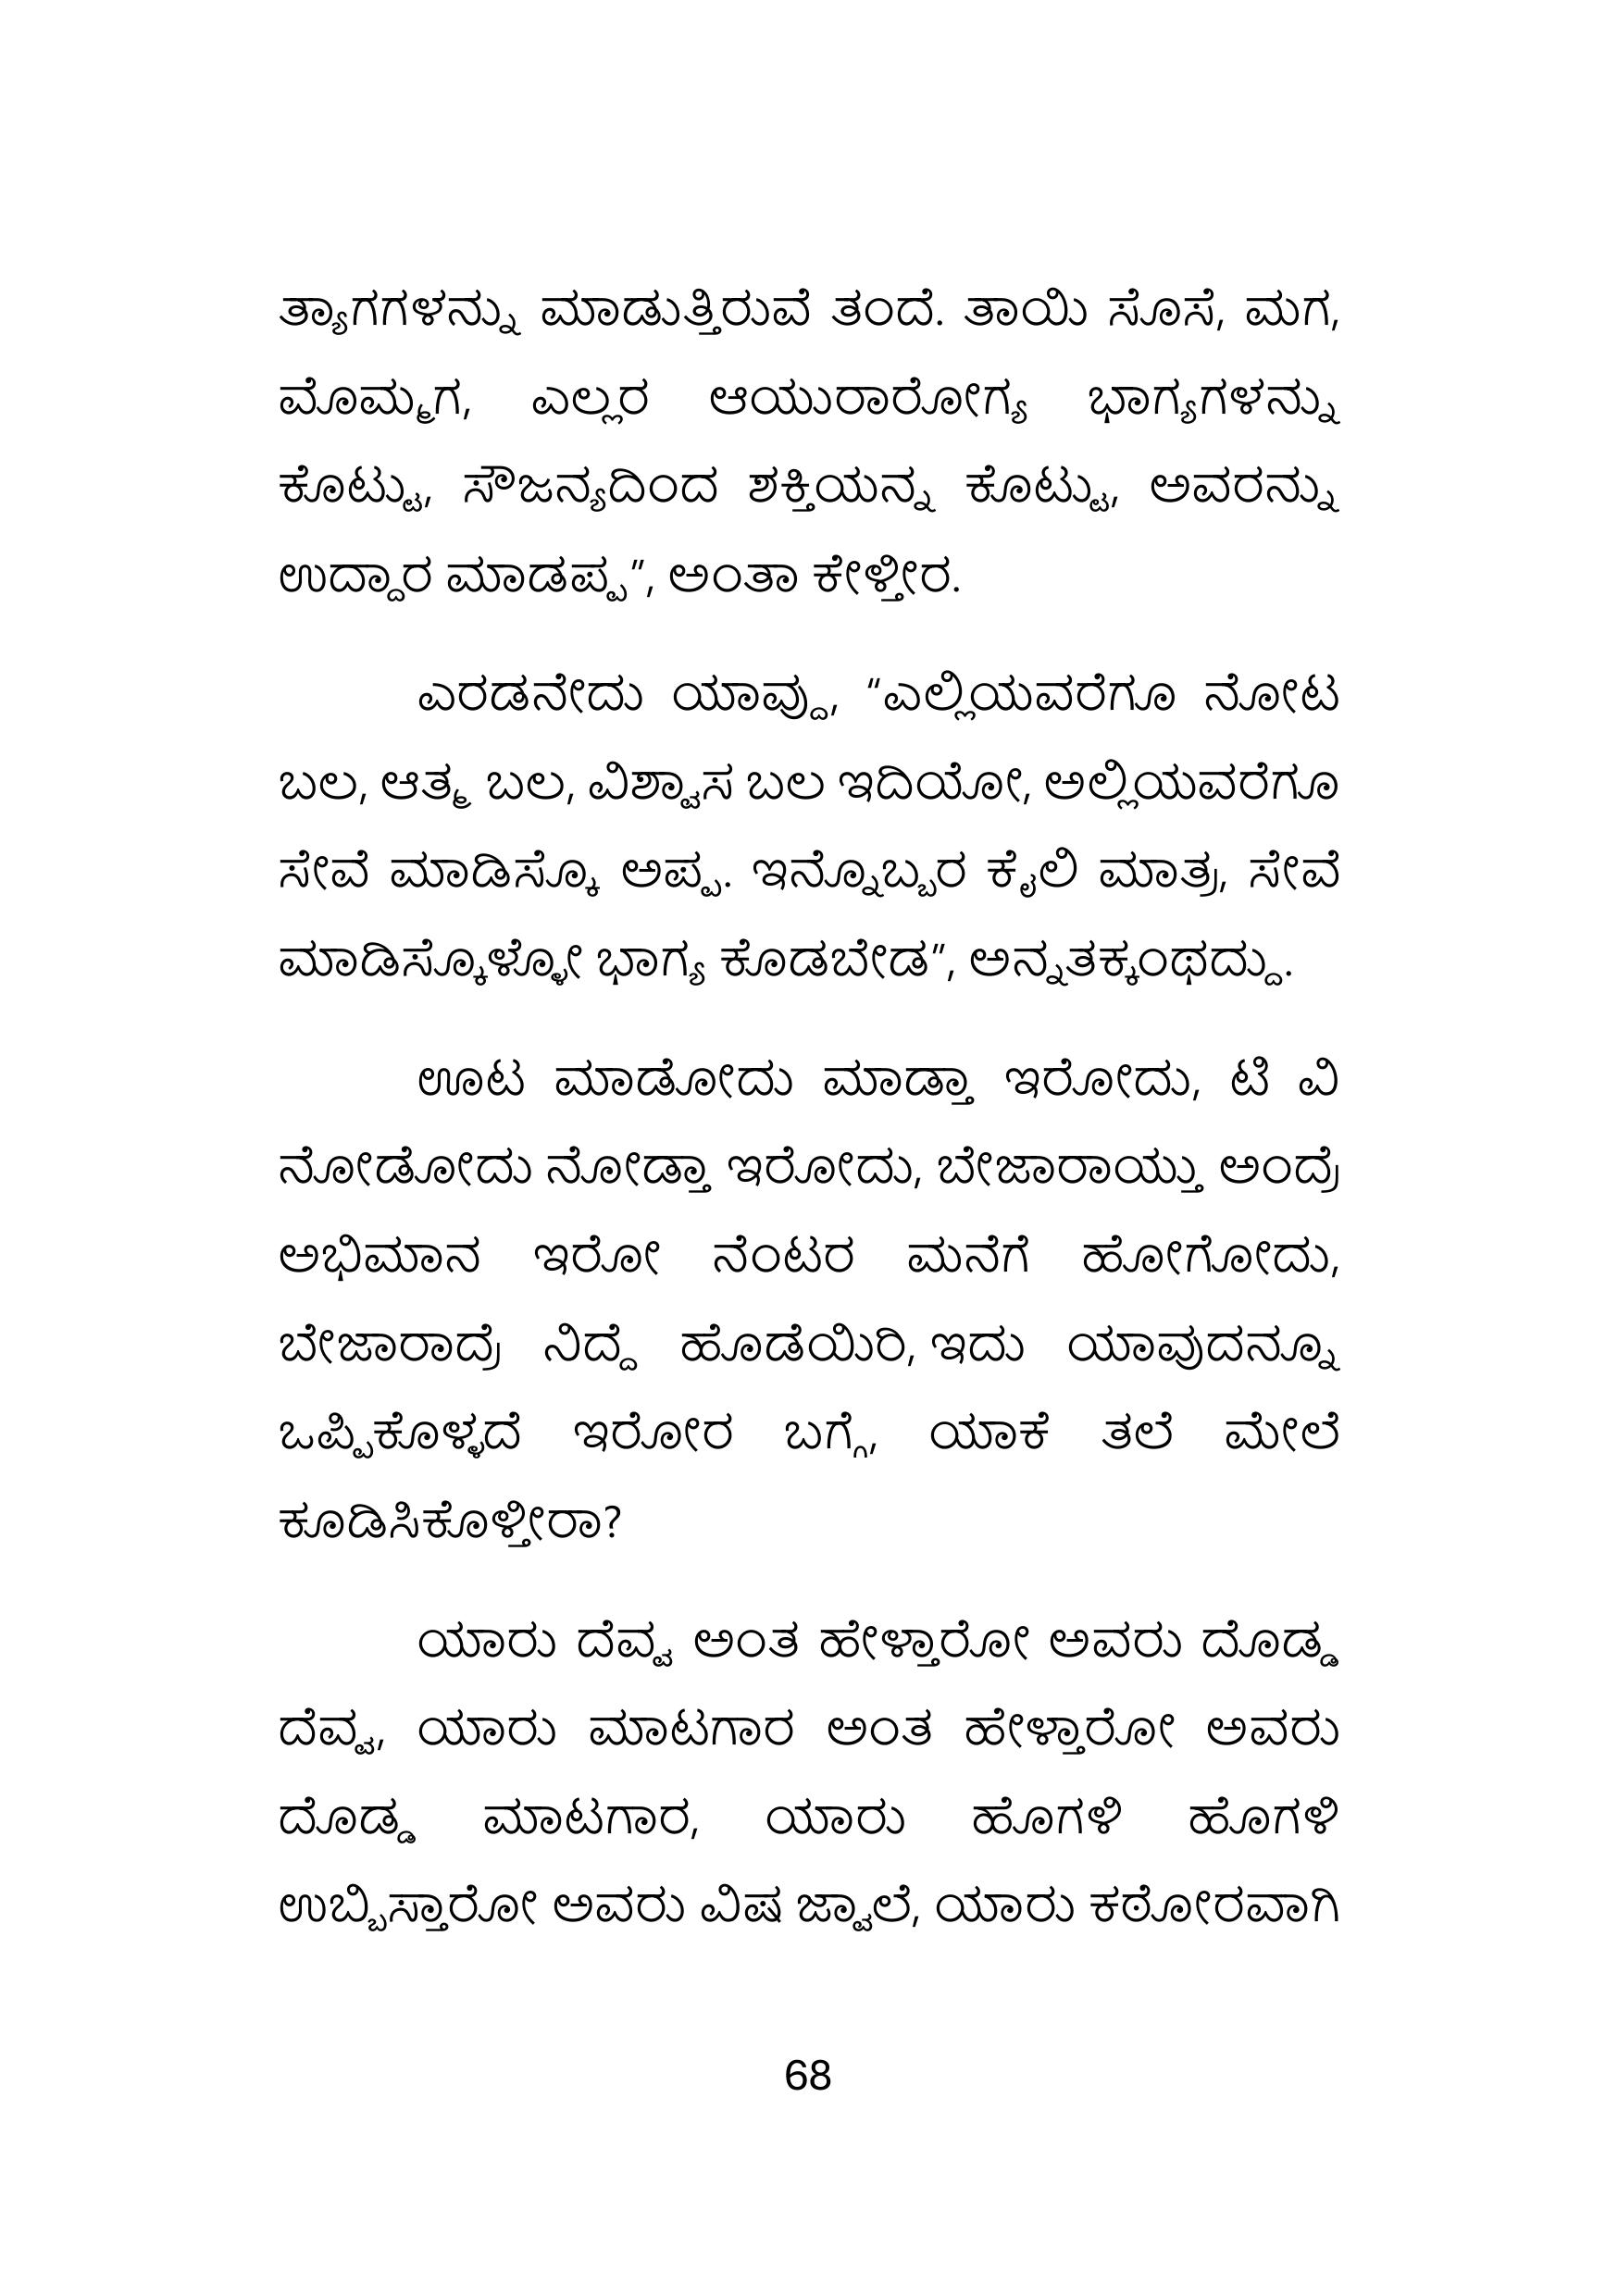 ತ್ಯಾಗಗಳನ್ನು ಮಾಡುತ್ತಿರುವೆ ತಂದೆ. ತಾಯಿ ಸೊಸೆ, ಮಗ,
ಮೊಮ್ಮಗ, ಎಲ್ಲರ ಆಯುರಾರೋಗ್ಯ ಭಾಗ್ಯಗಳನ್ನು
ಕೊಟ್ಟು, ಸೌಜನ್ಯದಿಂದ ಶಕ್ತಿಯನ್ನ ಕೊಟ್ಟು, ಅವರನ್ನು
ಉದ್ದಾರ ಮಾಡಪ್ಪ”, ಅಂತಾ ಕೇಳ್ತೀರ.
ಎರಡನೇದು ಯಾವ್ದು, “ಎಲ್ಲಿಯವರೆಗೂ ನೋಟ
ಬಲ, ಆತ್ಮ ಬಲ, ವಿಶ್ವಾಸ ಬಲ ಇದಿಯೋ, ಅಲ್ಲಿಯವರೆಗೂ
ಸೇವೆ ಮಾಡಿಸ್ಕೊ ಅಪ್ಪ. ಇನ್ನೊಬ್ಬರ ಕೈಲಿ ಮಾತ್ರ, ಸೇವೆ
ಮಾಡಿಸ್ಕೊಳ್ಳೋ ಭಾಗ್ಯ ಕೊಡಬೇಡ”, ಅನ್ನತಕ್ಕಂಥದ್ದು.
ಊಟ ಮಾಡೋದು ಮಾಡ್ತಾ ಇರೋದು, ಟಿ ವಿ
ನೋಡೋದು ನೋಡ್ತಾ ಇರೋದು, ಬೇಜಾರಾಯ್ತು ಅಂದ್ರೆ
ಅಭಿಮಾನ ಇರೋ ನೆಂಟರ ಮನೆಗೆ ಹೋಗೋದು,
ಬೇಜಾರಾದ್ರೆ ನಿದ್ದೆ ಹೊಡೆಯಿರಿ, ಇದು ಯಾವುದನ್ನೂ
ಒಪ್ಪಿಕೊಳ್ಳದೆ ಇರೋರ ಬಗ್ಗೆ, ಯಾಕೆ ತಲೆ ಮೇಲೆ
ಕೂಡಿಸಿಕೊಳ್ತೀರಾ?
ಯಾರು ದೆವ್ವ ಅಂತ ಹೇಳ್ತಾರೋ ಅವರು ದೊಡ್ಡ
ದೆವ್ವ, ಯಾರು ಮಾಟಗಾರ ಅಂತ ಹೇಳ್ತಾರೋ ಅವರು
ದೊಡ್ಡ ಮಾಟಗಾರ, ಯಾರು ಹೊಗಳಿ ಹೊಗಳಿ
ಉಬ್ಬಿಸ್ತಾರೋ ಅವರು ವಿಷ ಜ್ವಾಲೆ, ಯಾರು ಕಠೋರವಾಗಿ
68